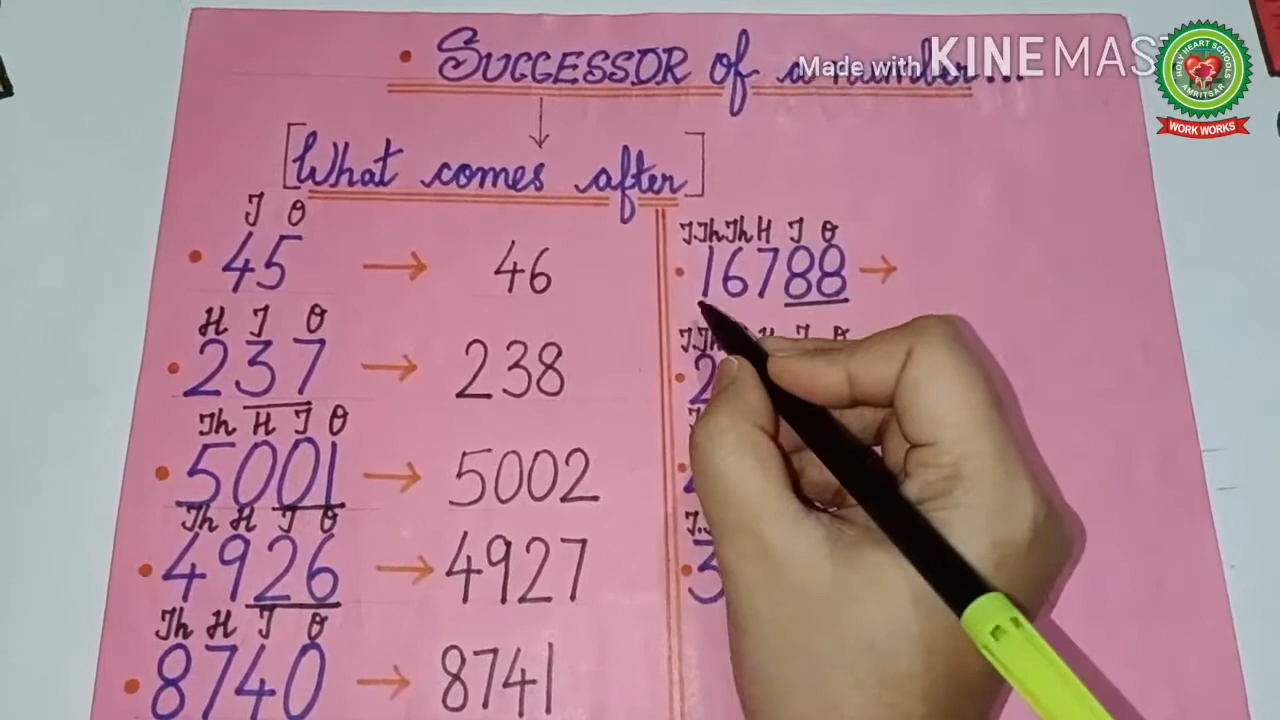 • SUCCESSOR of a number...
[What comes after]
T O
• 45 → 46
H T O
• 237 → 238
Th H T O
• 5001 → 5002
Th H T O
• 4926 → 4927
Th H T O
• 8740 → 8741
T.Th Th H T O
• 16788 →
Made with KINEMAS
HOLY HEART SCHOOLS
AMRITSAR
WORK WORKS